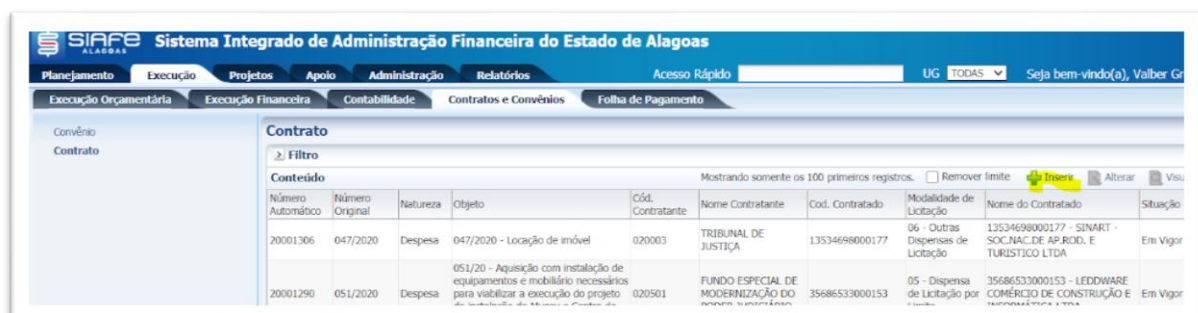 SIAFE ALAGOAS Sistema Integrado de Administração Financeira do Estado de Alagoas
Planejamento Execução Projetos Apoio Administração Relatórios Acesso Rápido UG TODAS Seja bem-vindo(a), Valber Gr
Execução Orçamentária Execução Financeira Contabilidade Contratos e Convênios Folha de Pagamento
Convênio
Contrato
Contrato
Filtro
Conteúdo Mostrando somente os 100 primeiros registros. Remover limite Inserir Alterar Visu
Número Automático Número Original Natureza Objeto Cód. Contratante Nome Contratante Cod. Contratado Modalidade de Licitação Nome do Contratado Situação
20001306 047/2020 Despesa 047/2020 - Locação de imóvel 020003 TRIBUNAL DE JUSTIÇA 13534698000177 06 - Outras Dispensas de Licitação 13534698000177 - SINART - SOC.NAC.DE AP.ROD. E TURISTICO LTDA Em Vigor
20001290 051/2020 Despesa 051/20 - Aquisição com instalação de equipamentos e mobiliário necessários para viabilizar a execução do projeto 020501 FUNDO ESPECIAL DE MODERNIZAÇÃO DO PODER JUDICIÁRIO 35686533000153 05 - Dispensa de Licitação por Limite 35686533000153 - LEDDWARE COMÉRCIO DE CONSTRUÇÃO E INFORMÁTICA LTDA Em Vigor